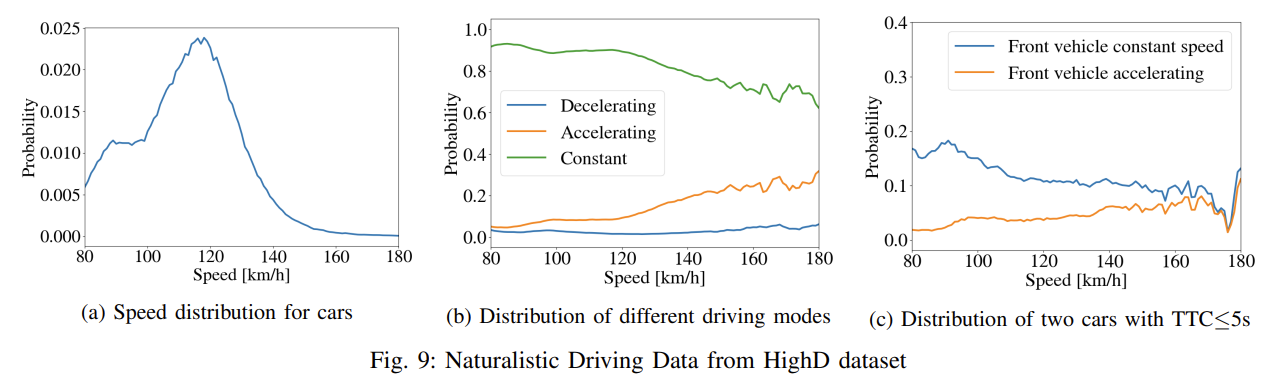 0.025
0.020
0.015
0.010
0.005
0.000
Probability
80
100
120
140
160
180
Speed [km/h]
(a) Speed distribution for cars
1.0
0.8
0.6
0.4
0.2
0.0
Probability
Decelerating
Accelerating
Constant
80
100
120
140
160
180
Speed [km/h]
(b) Distribution of different driving modes
0.4
0.3
0.2
0.1
0.0
Probability
Front vehicle constant speed
Front vehicle accelerating
80
100
120
140
160
180
Speed [km/h]
(c) Distribution of two cars with TTC≤5s
Fig. 9: Naturalistic Driving Data from HighD dataset